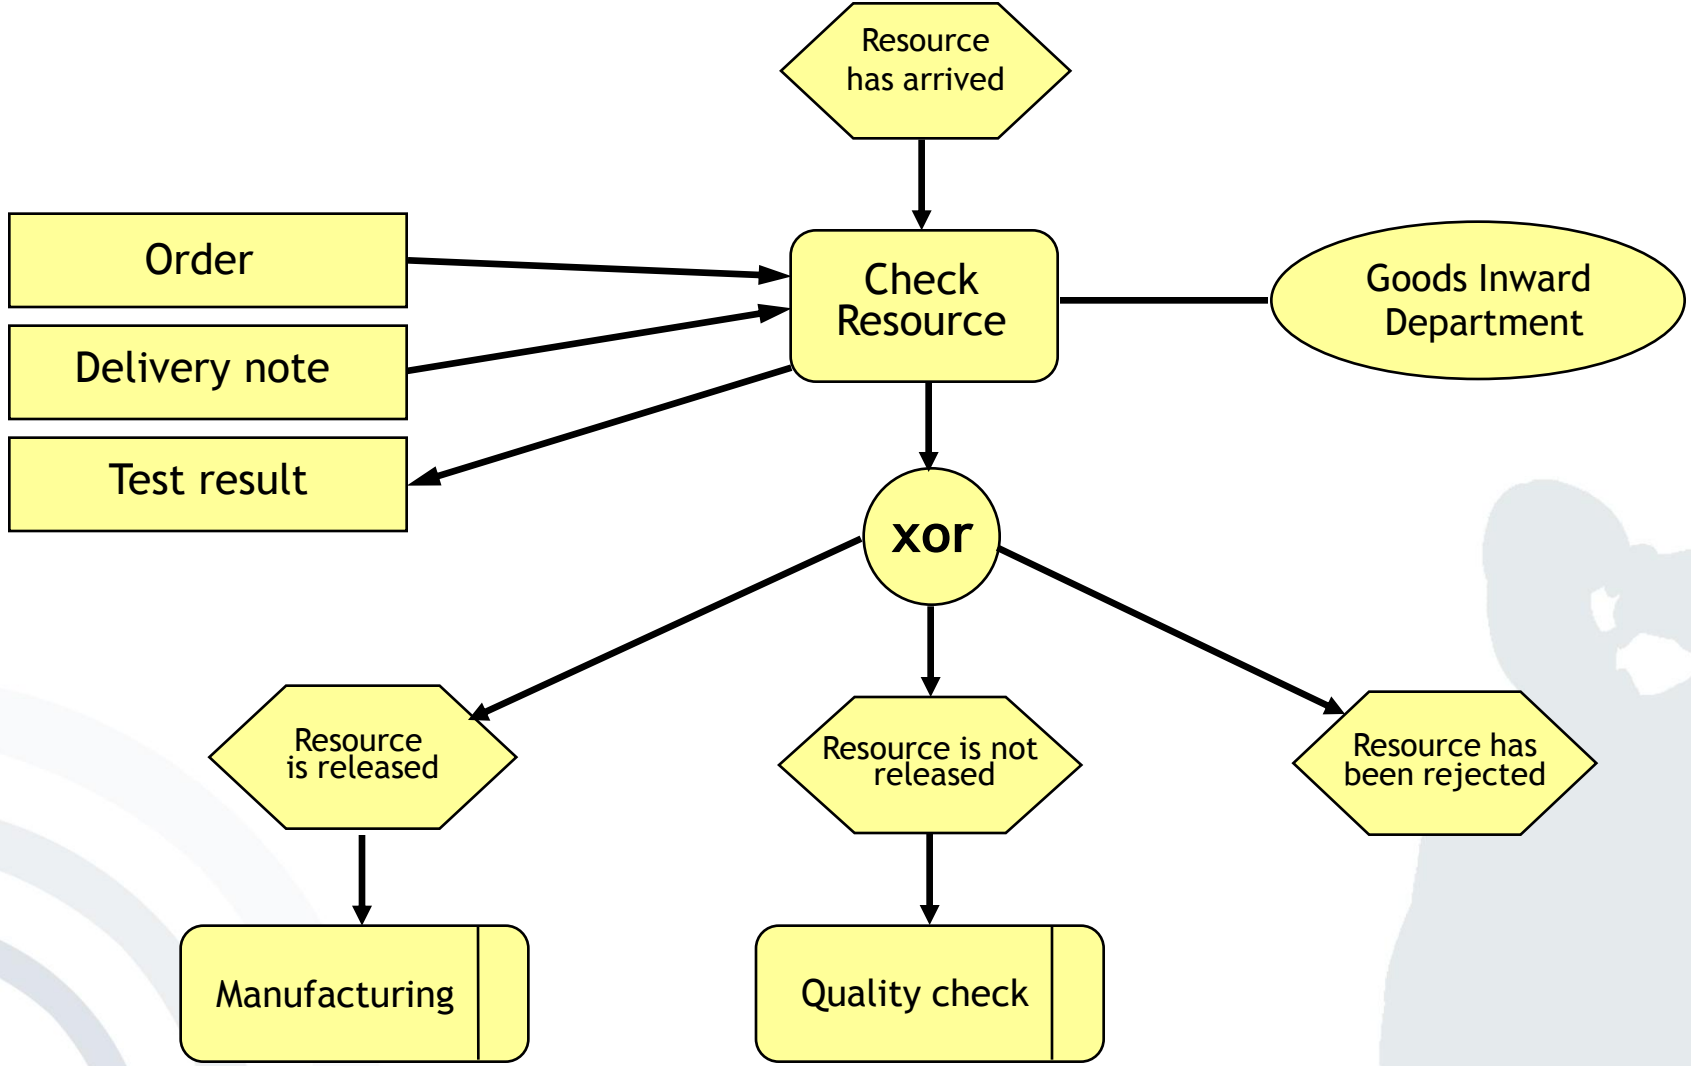 Resource
has arrived
Order
Check
Resource
Goods Inward
Department
Delivery note
Test result
xor
Resource
is released
Resource is not
released
Resource has
been rejected
Manufacturing
Quality check